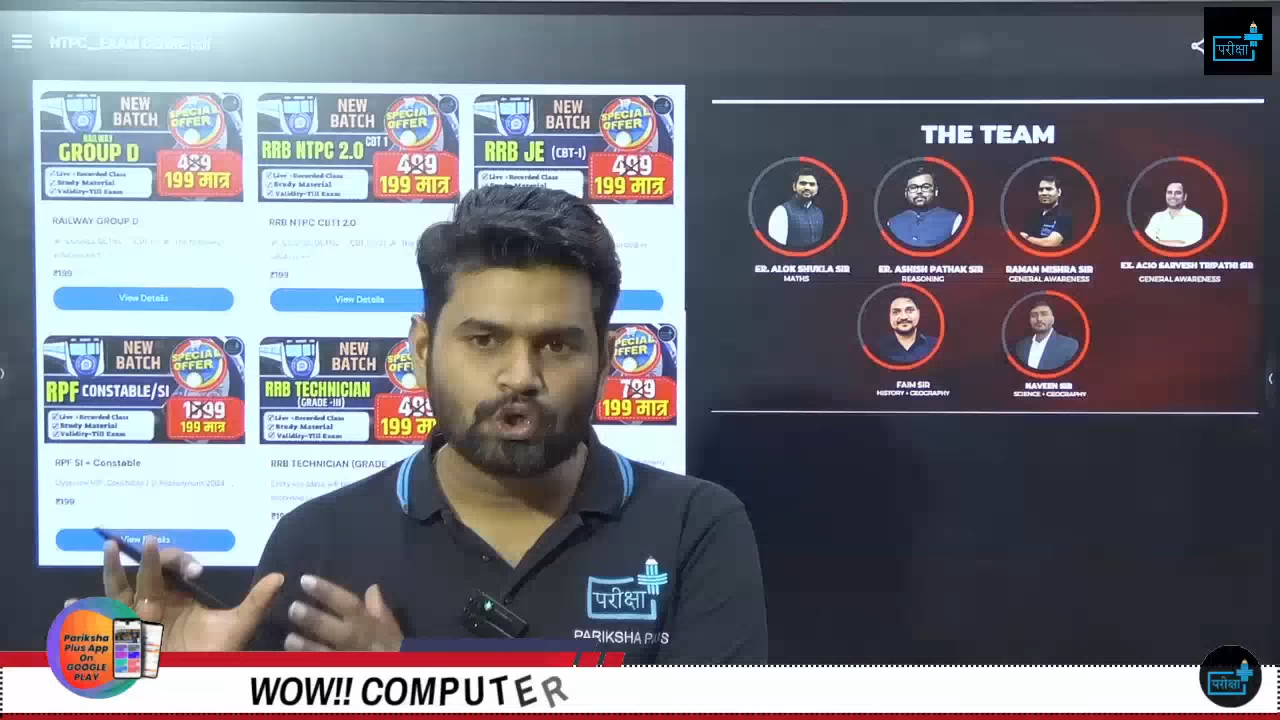 NTPC_EXAM
परीक्षा
NEW BATCH
SPECIAL OFFER
RAILWAY
GROUP D
499
199 मात्र
Live + Recorded Class
Study Material
Validity-Till Exam
RAILWAY GROUP D
₹199
View Details
NEW BATCH
SPECIAL OFFER
RRB NTPC 2.0 CBT 1
499
199 मात्र
Live + Recorded Class
Study Material
Validity-Till Exam
RRB NTPC CBT1 2.0
₹199
View Details
NEW BATCH
SPECIAL OFFER
RRB JE (CBT-I)
499
199 मात्र
NEW BATCH
SPECIAL OFFER
RPF CONSTABLE/SI
1599
199 मात्र
Live + Recorded Class
Study Material
Validity-Till Exam
RPF SI + Constable
₹199
View Details
NEW BATCH
RRB TECHNICIAN
(GRADE -III)
Live + Recorded Class
Study Material
Validity-Till Exam
RRB TECHNICIAN (GRADE
OFFER
799
199 मात्र
THE TEAM
ER. ALOK SHUKLA SIR
MATHS
ER. ASHISH PATHAK SIR
REASONING
RAMAN MISHRA SIR
GENERAL AWARENESS
EX. ACIO SARVESH TRIPATHI SIR
GENERAL AWARENESS
FAIM SIR
HISTORY + GEOGRAPHY
NAVEEN SIR
SCIENCE + GEOGRAPHY
परीक्षा
PARIKSHA PLUS
Pariksha
Plus App
On
GOOGLE
PLAY
WOW!! COMPUTER
परीक्षा